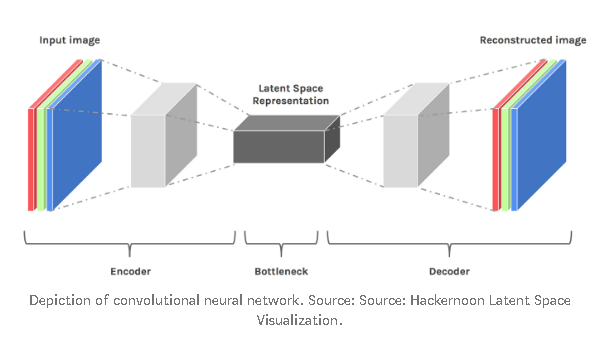 Input image
Reconstructed image
Latent Space
Representation
Encoder
Bottleneck
Decoder
Depiction of convolutional neural network. Source: Source: Hackernoon Latent Space
Visualization.